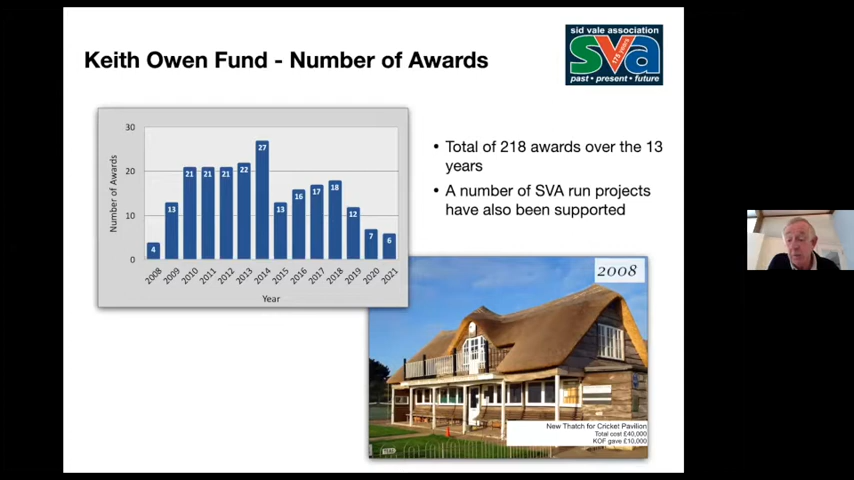 Keith Owen Fund - Number of Awards
sid vale association
sva
175 years
past • present • future
30
20
10
0
Number of Awards
4
13
21
21
21
22
27
13
16
17
18
12
7
6
2008
2009
2010
2011
2012
2013
2014
2015
2016
2017
2018
2019
2020
2021
Year
• Total of 218 awards over the 13
years
• A number of SVA run projects
have also been supported
2008
New Thatch for Cricket Pavilion
Total cost £40,000
KOF gave £10,000